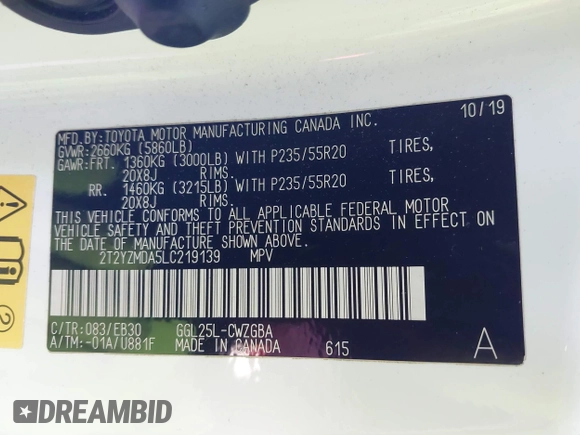 MFD. BY:TOYOTA MOTOR MANUFACTURING CANADA INC. 10/19
GVWR:2660KG (5860LB)
GAWR:FRT. 1360KG (3000LB) WITH P235/55R20 TIRES,
20X8J RIMS.
RR. 1460KG (3215LB) WITH P235/55R20 TIRES,
20X8J RIMS.
THIS VEHICLE CONFORMS TO ALL APPLICABLE FEDERAL MOTOR
VEHICLE SAFETY AND THEFT PREVENTION STANDARDS IN EFFECT
ON THE DATE OF MANUFACTURE SHOWN ABOVE.
2T2YZMDA5LC219139 MPV
C/TR:083/EB30 GGL25L-CWZGBA
A/TM:-01A/U881F MADE IN CANADA 615 A
2
DREAMBID